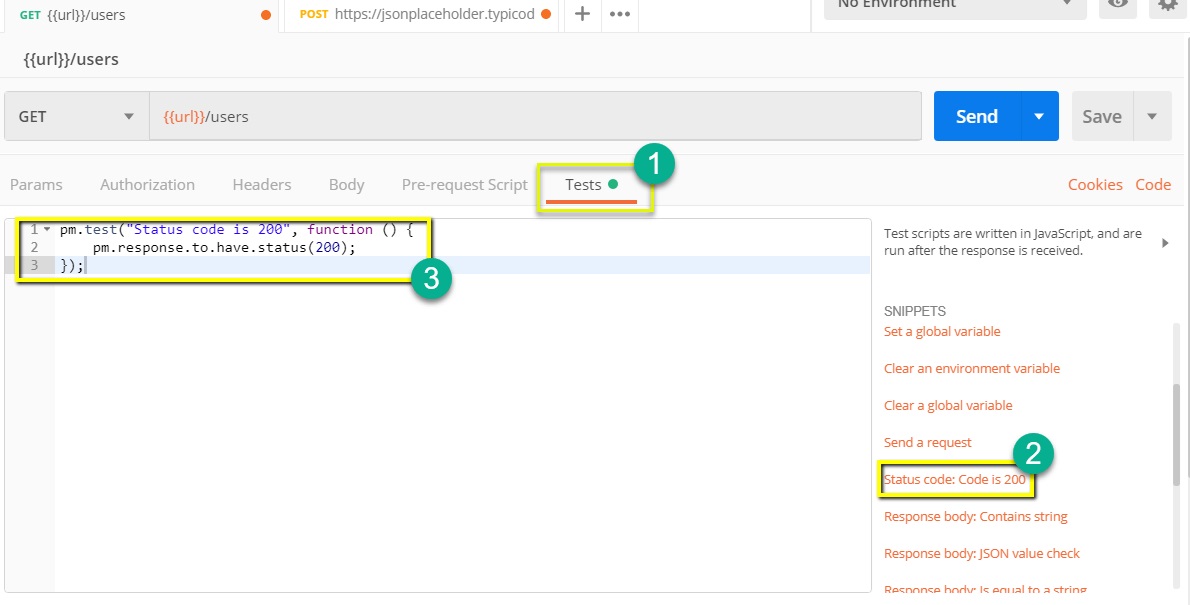 GET {{url}}/users
POST https://jsonplaceholder.typicod
No Environment
{{url}}/users
GET
{{url}}/users
Send
Save
Params
Authorization
Headers
Body
Pre-request Script
Tests
1
Cookies
Code
1 pm.test("Status code is 200", function () {
2 pm.response.to.have.status(200);
3 });
3
Test scripts are written in JavaScript, and are
run after the response is received.
SNIPPETS
Set a global variable
Clear an environment variable
Clear a global variable
Send a request
2
Status code: Code is 200
Response body: Contains string
Response body: JSON value check
Response body: Is equal to a string